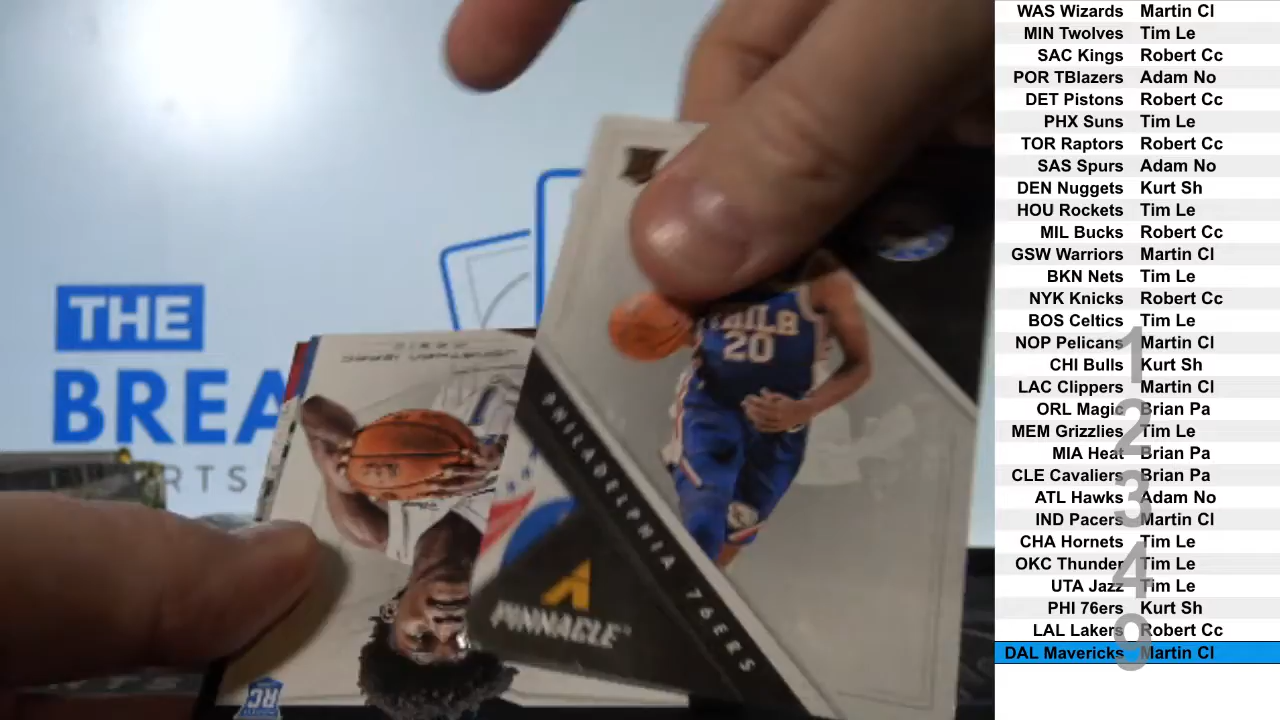 THE
BREA
RTS
PHILA
20
PHILADELPHIA 76ERS
PINNACLE
RC
WAS Wizards Martin Cl
MIN Twolves Tim Le
SAC Kings Robert Cc
POR TBlazers Adam No
DET Pistons Robert Cc
PHX Suns Tim Le
TOR Raptors Robert Cc
SAS Spurs Adam No
DEN Nuggets Kurt Sh
HOU Rockets Tim Le
MIL Bucks Robert Cc
GSW Warriors Martin Cl
BKN Nets Tim Le
NYK Knicks Robert Cc
BOS Celtics Tim Le
NOP Pelicans Martin Cl
CHI Bulls Kurt Sh
LAC Clippers Martin Cl
ORL Magic Brian Pa
MEM Grizzlies Tim Le
MIA Heat Brian Pa
CLE Cavaliers Brian Pa
ATL Hawks Adam No
IND Pacers Martin Cl
CHA Hornets Tim Le
OKC Thunder Tim Le
UTA Jazz Tim Le
PHI 76ers Kurt Sh
LAL Lakers Robert Cc
DAL Mavericks Martin Cl
1
2
3
4